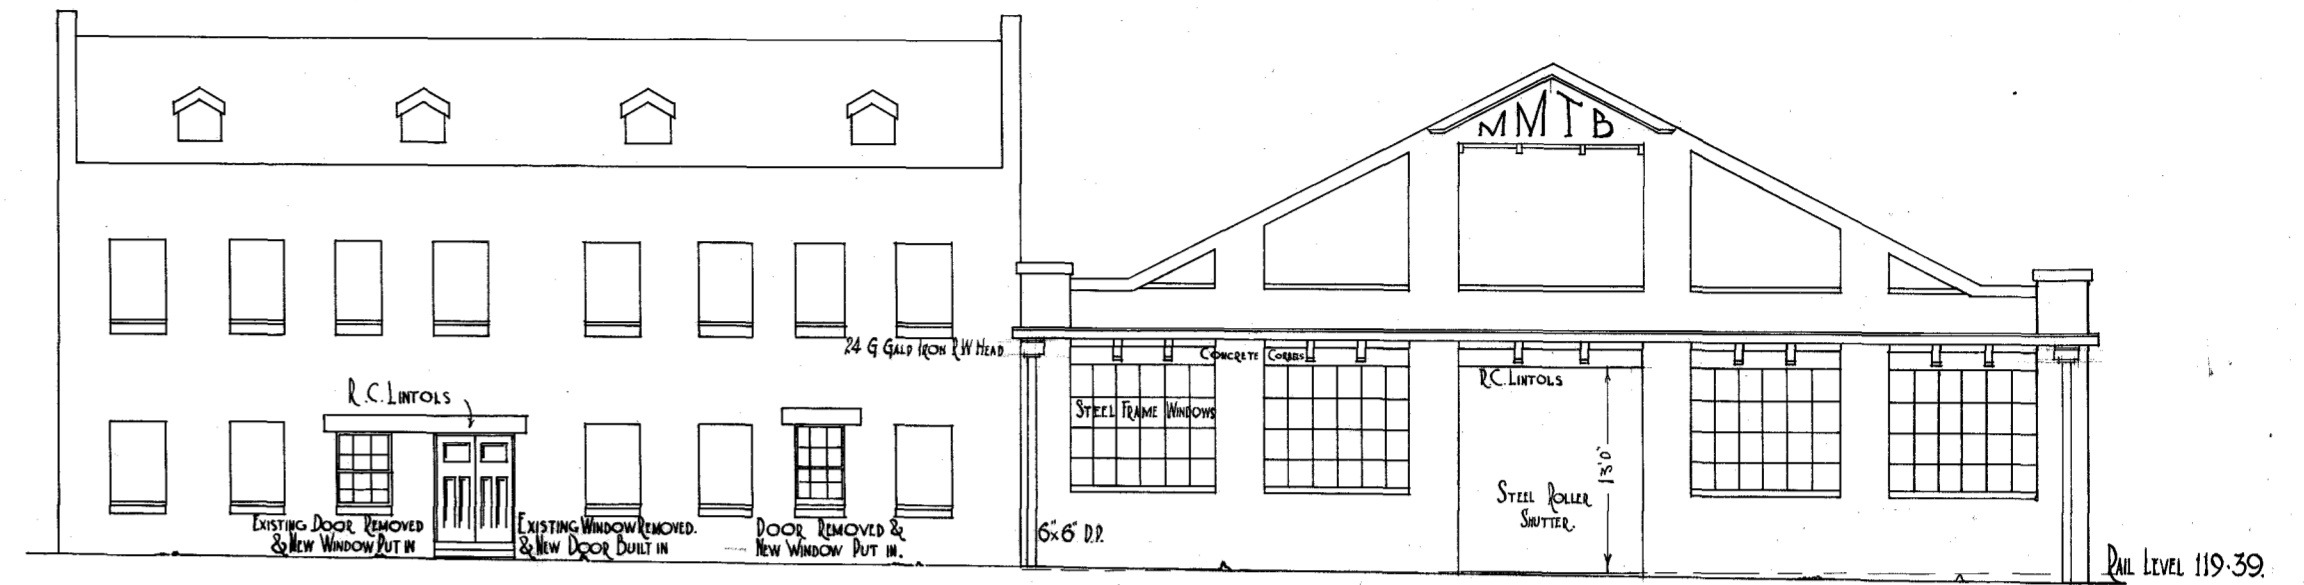 MMTB
24 G GALD IRON R.W HEAD
CONCRETE CORBELS
R.C. LINTOLS
R.C. LINTOLS
STEEL FRAME WINDOWS
13'0"
STEEL ROLLER
SHUTTER.
EXISTING DOOR REMOVED
& NEW WINDOW PUT IN
EXISTING WINDOW REMOVED.
& NEW DOOR BUILT IN
DOOR REMOVED &
NEW WINDOW PUT IN.
6"x6" D.P.
RAIL LEVEL 119.39.